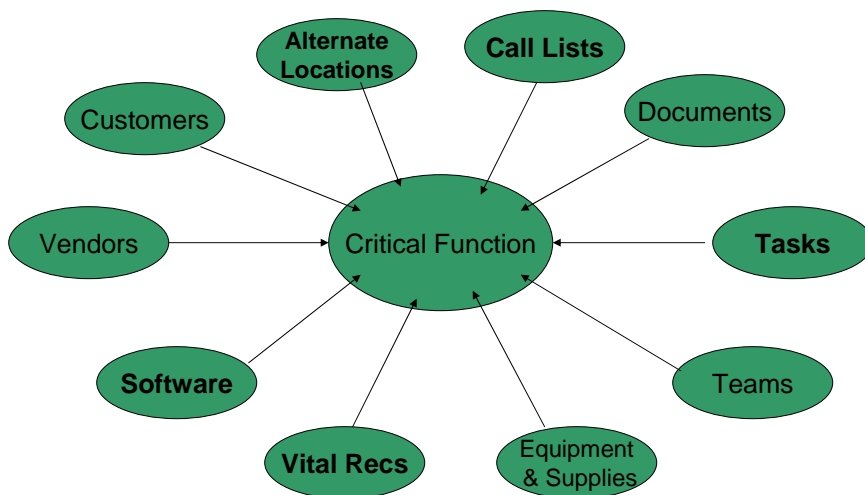 Alternate
Locations
Call Lists
Customers
Documents
Vendors
Critical Function
Tasks
Software
Teams
Vital Recs
Equipment
& Supplies